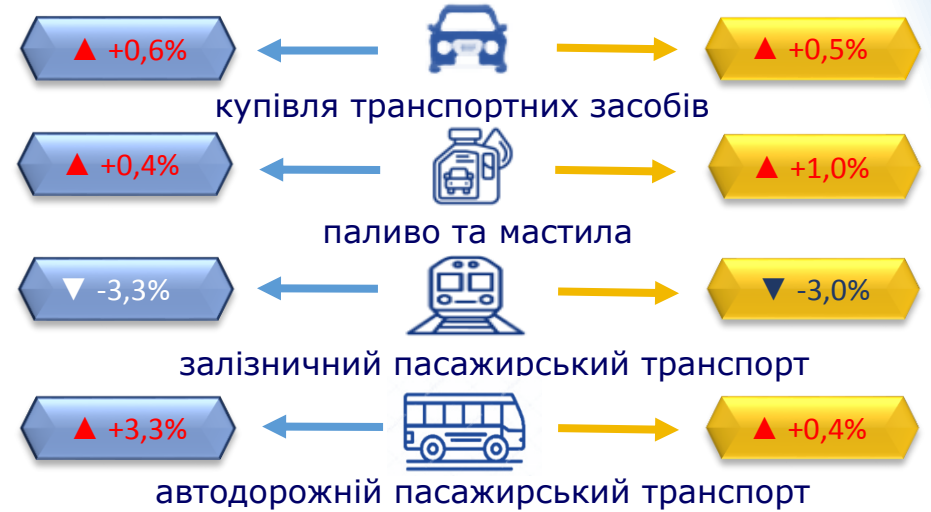 ▲ +0,6%
▲ +0,5%
купівля транспортних засобів
▲ +0,4%
▲ +1,0%
паливо та мастила
▼ -3,3%
▼ -3,0%
залізничний пасажирський транспорт
▲ +3,3%
▲ +0,4%
автодорожній пасажирський транспорт